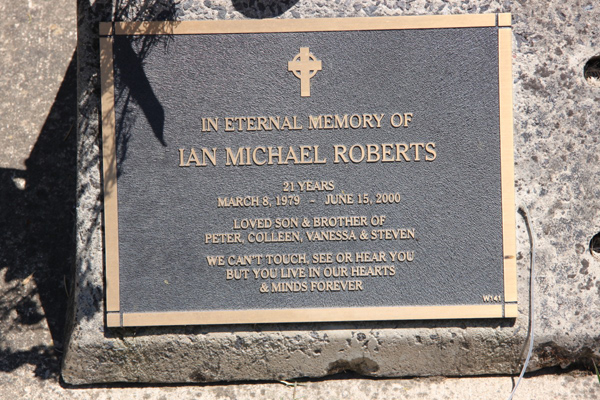 IN ETERNAL MEMORY OF
IAN MICHAEL ROBERTS
21 YEARS
MARCH 8, 1979 – JUNE 15, 2000
LOVED SON & BROTHER OF
PETER, COLLEEN, VANESSA & STEVEN
WE CAN'T TOUCH, SEE OR HEAR YOU
BUT YOU LIVE IN OUR HEARTS
& MINDS FOREVER
W141